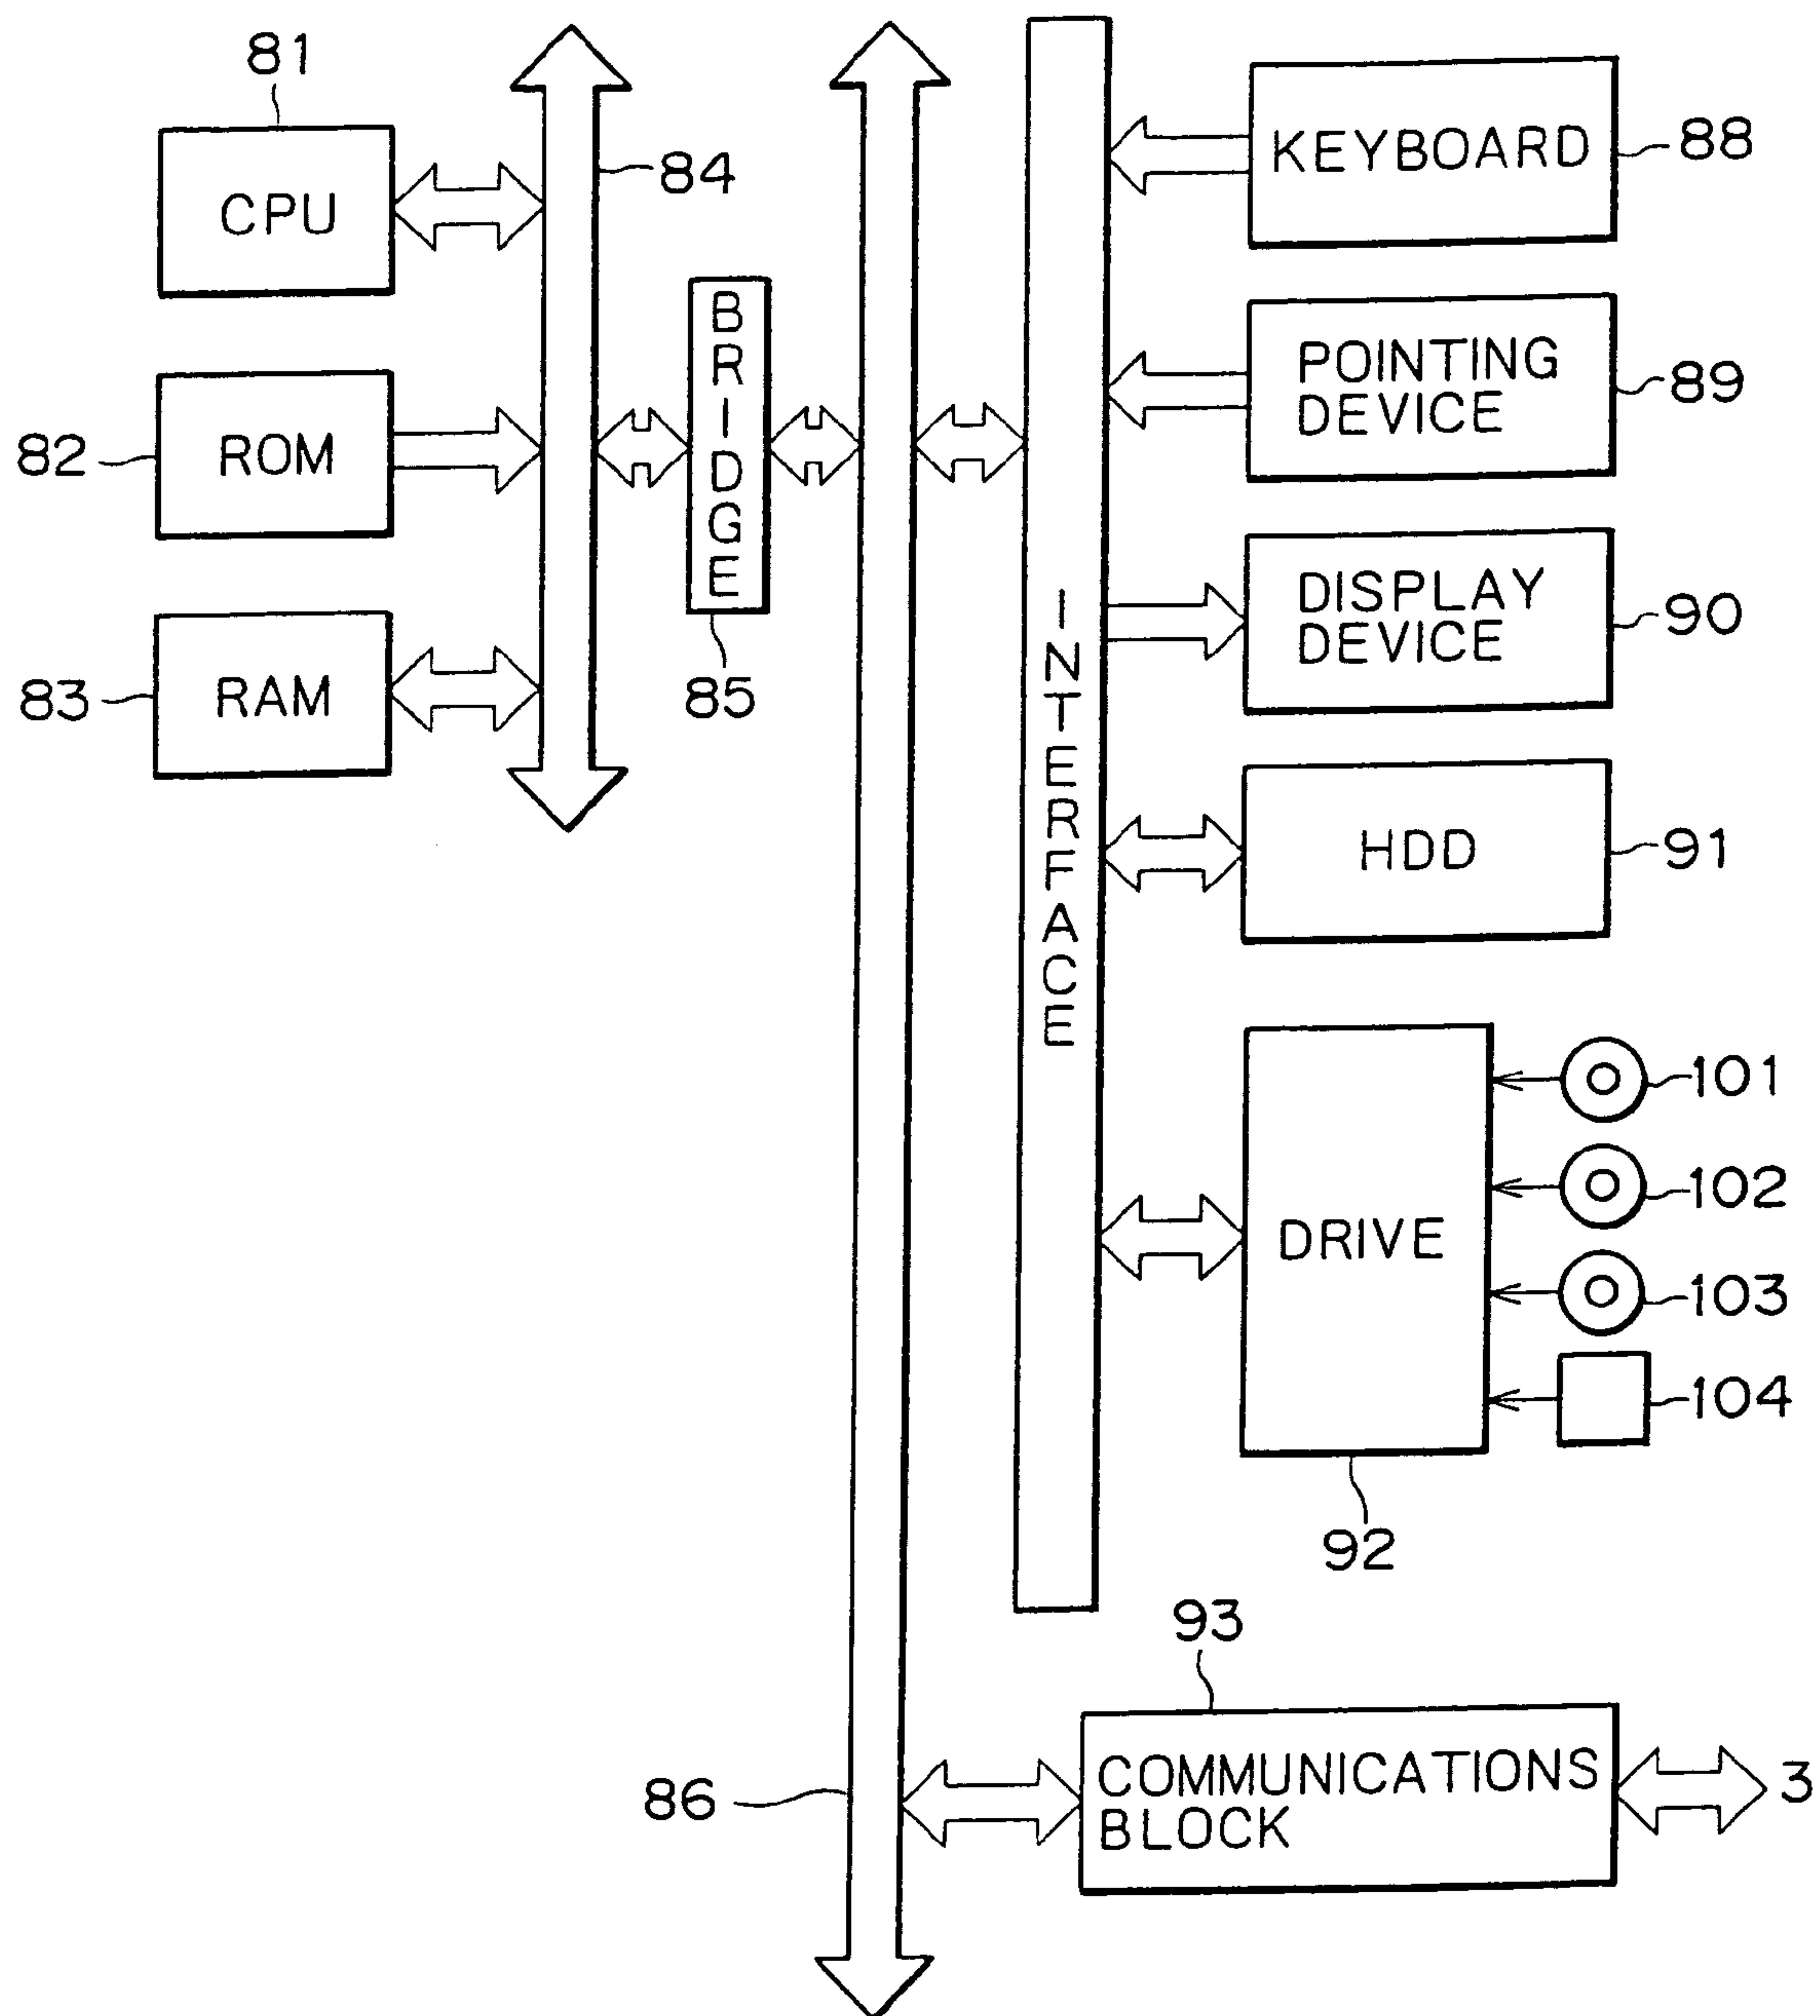 81
CPU
84
82
ROM
83
RAM
BRIDGE
85
86
INTERFACE
KEYBOARD
88
POINTING
DEVICE
89
DISPLAY
DEVICE
90
HDD
91
DRIVE
92
101
102
103
104
93
COMMUNICATIONS
BLOCK
3